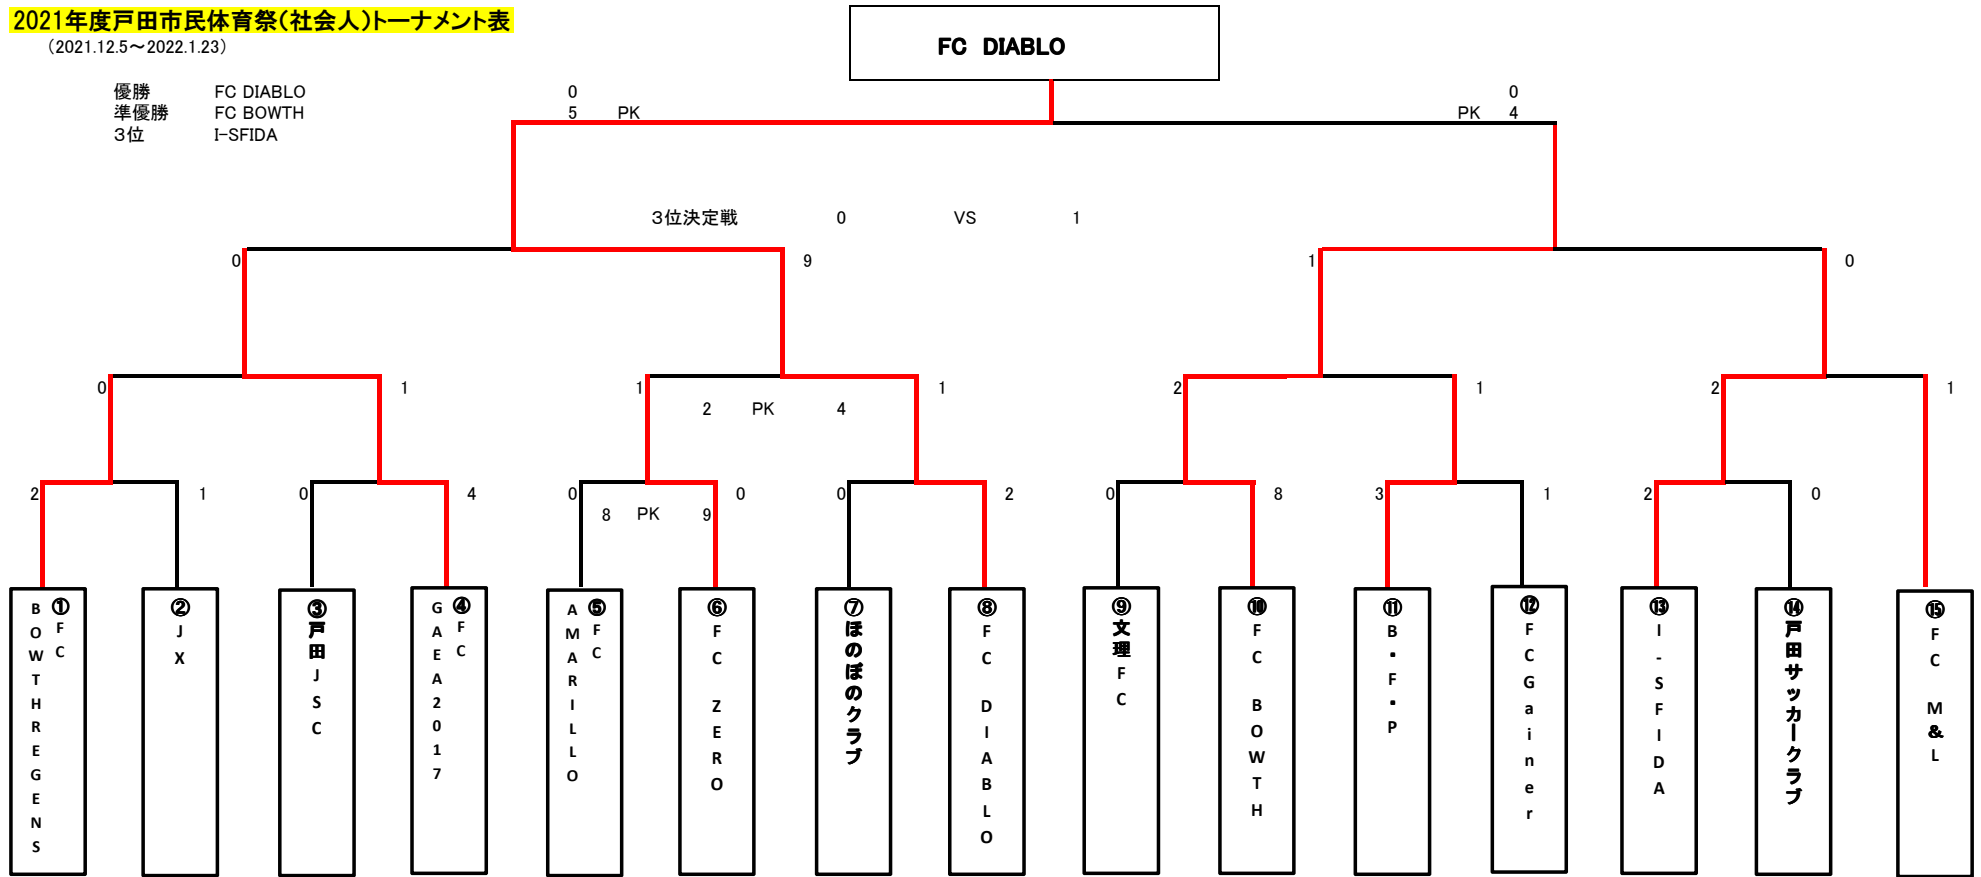 2021年度戸田市民体育祭(社会人)トーナメント表
(2021.12.5～2022.1.23)
FC DIABLO
優勝 FC DIABLO
準優勝 FC BOWTH
3位 I-SFIDA
0 0
5 PK PK 4
3位決定戦 0 VS 1
0 9 1 0
0 1 1 1 2 1 2 1
2 PK 4
2 1 0 4 0 0 0 2 0 8 3 1 2 0
8 PK 9
①FC BOWTHREGENS
②JX
③戸田JSC
④FC GAEA2017
⑤FC AMARILLO
⑥FC ZERO
⑦ほのぼのクラブ
⑧FC DIABLO
⑨文理FC
⑩FC BOWTH
⑪B・F・P
⑫FCGainer
⑬I-SFIDA
⑭戸田サッカークラブ
⑮FC M&L